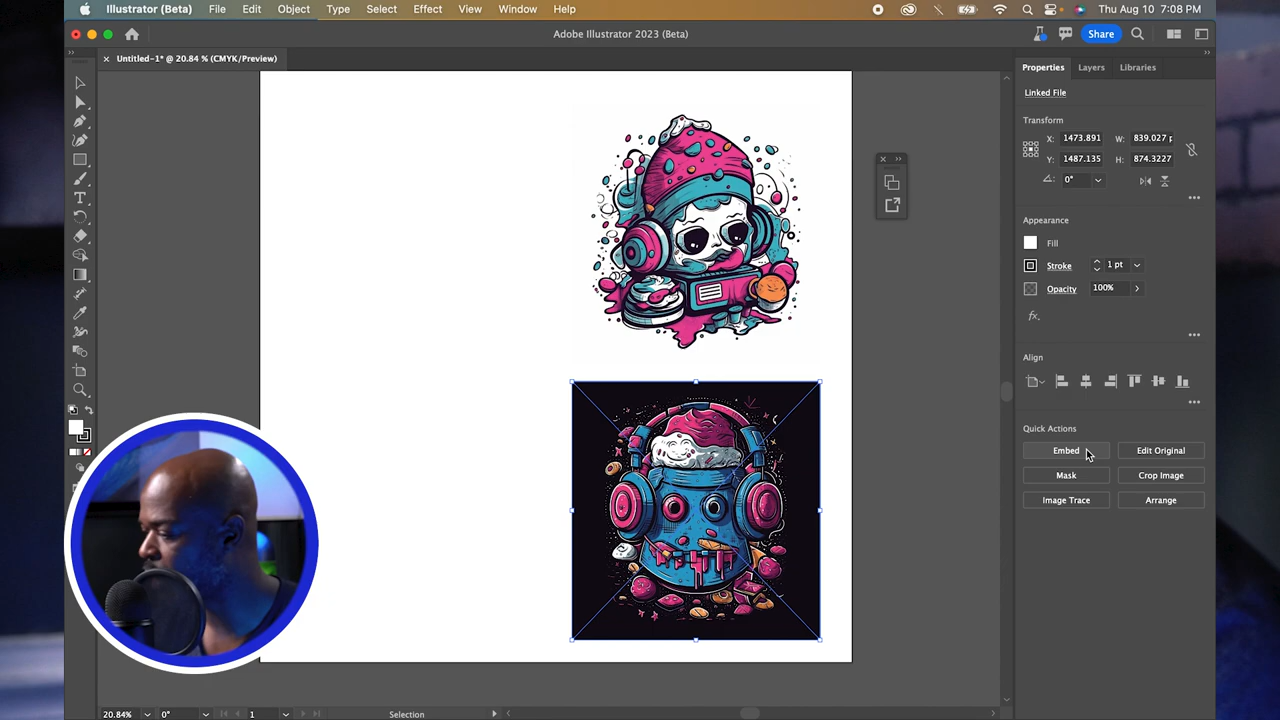 Illustrator (Beta) File Edit Object Type Select Effect View Window Help Thu Aug 10 7:08 PM
Adobe Illustrator 2023 (Beta) Share
Untitled-1* @ 20.84 % (CMYK/Preview)
Properties Layers Libraries
Linked File
Transform
X: 1473.891 W: 839.027 p
Y: 1487.135 H: 874.3227
0°
Appearance
Fill
Stroke 1 pt
Opacity 100%
fx.
Align
Quick Actions
Embed Edit Original
Mask Crop Image
Image Trace Arrange
20.84% 0° 1 Selection